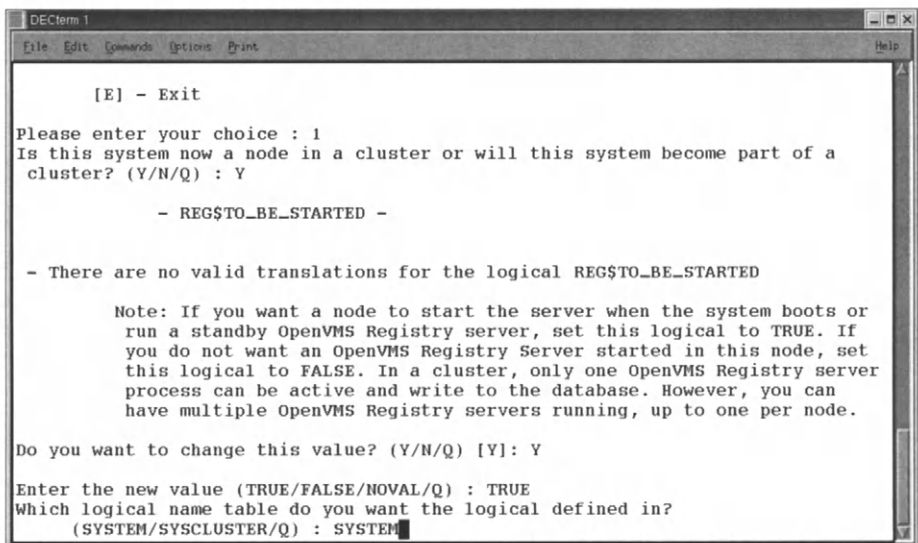 DECterm 1
File Edit Commands Options Print Help
[E] - Exit
Please enter your choice : 1
Is this system now a node in a cluster or will this system become part of a
cluster? (Y/N/Q) : Y
- REG$TO_BE_STARTED -
- There are no valid translations for the logical REG$TO_BE_STARTED
Note: If you want a node to start the server when the system boots or
run a standby OpenVMS Registry server, set this logical to TRUE. If
you do not want an OpenVMS Registry Server started in this node, set
this logical to FALSE. In a cluster, only one OpenVMS Registry server
process can be active and write to the database. However, you can
have multiple OpenVMS Registry servers running, up to one per node.
Do you want to change this value? (Y/N/Q) [Y]: Y
Enter the new value (TRUE/FALSE/NOVAL/Q) : TRUE
Which logical name table do you want the logical defined in?
(SYSTEM/SYSCLUSTER/Q) : SYSTEM